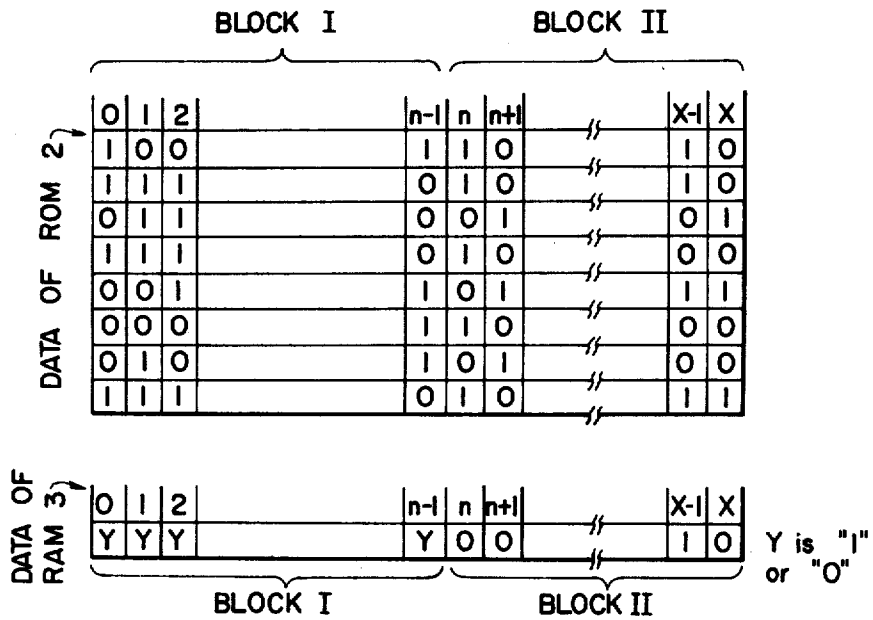 BLOCK I BLOCK II
0 1 2 n-1 n n+1 X-1 X
1 0 0 1 1 0 1 0
1 1 1 0 1 0 1 0
0 1 1 0 0 1 0 1
1 1 1 0 1 0 0 0
0 0 1 1 0 1 1 1
0 0 0 1 1 0 0 0
0 1 0 1 0 1 0 0
1 1 1 0 1 0 1 1
DATA OF ROM 2
0 1 2 n-1 n n+1 X-1 X
Y Y Y Y 0 0 1 0
DATA OF
RAM 3
Y is "1"
or "0"
BLOCK I BLOCK II